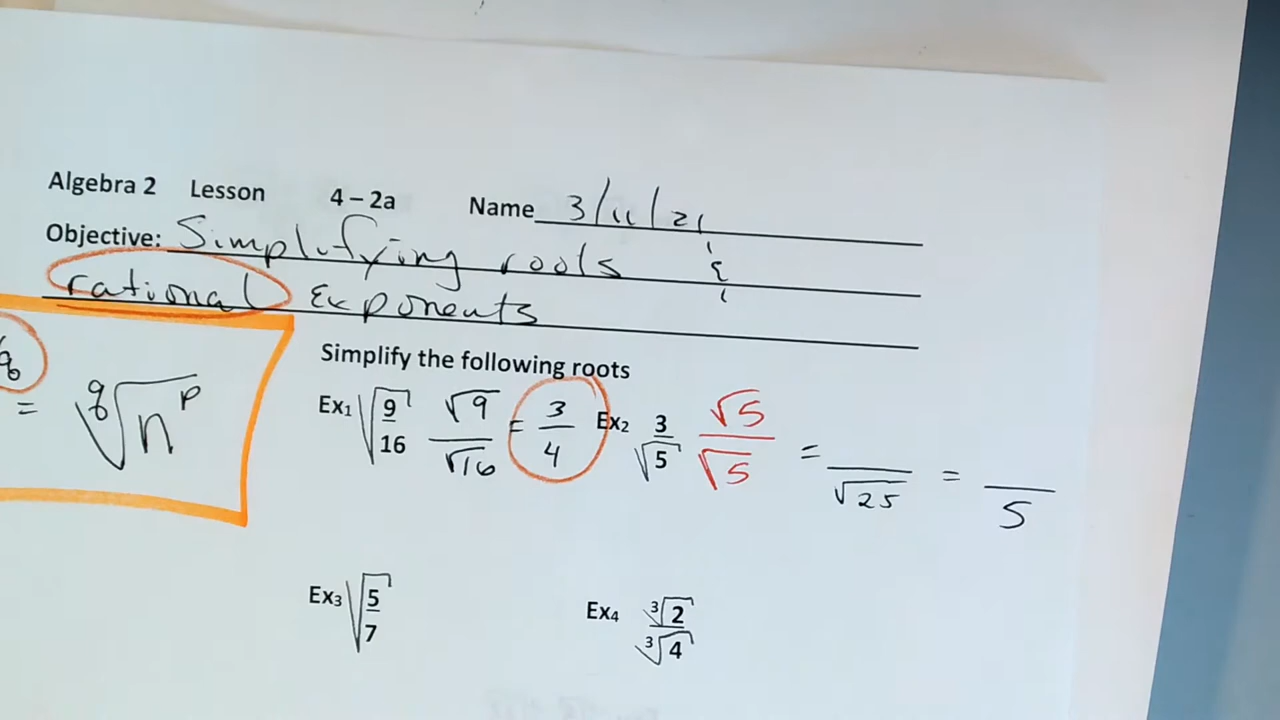 Algebra 2 Lesson 4 – 2a Name 3/11/21
Objective: Simplifying roots &
rational Exponents
Simplify the following roots
q = q√n^p
Ex1 √9/16 √9/√16 = 3/4 Ex2 3/√5 √5/√5 = /√25 = /5
Ex3 √5/7 Ex4 ³√2/³√4